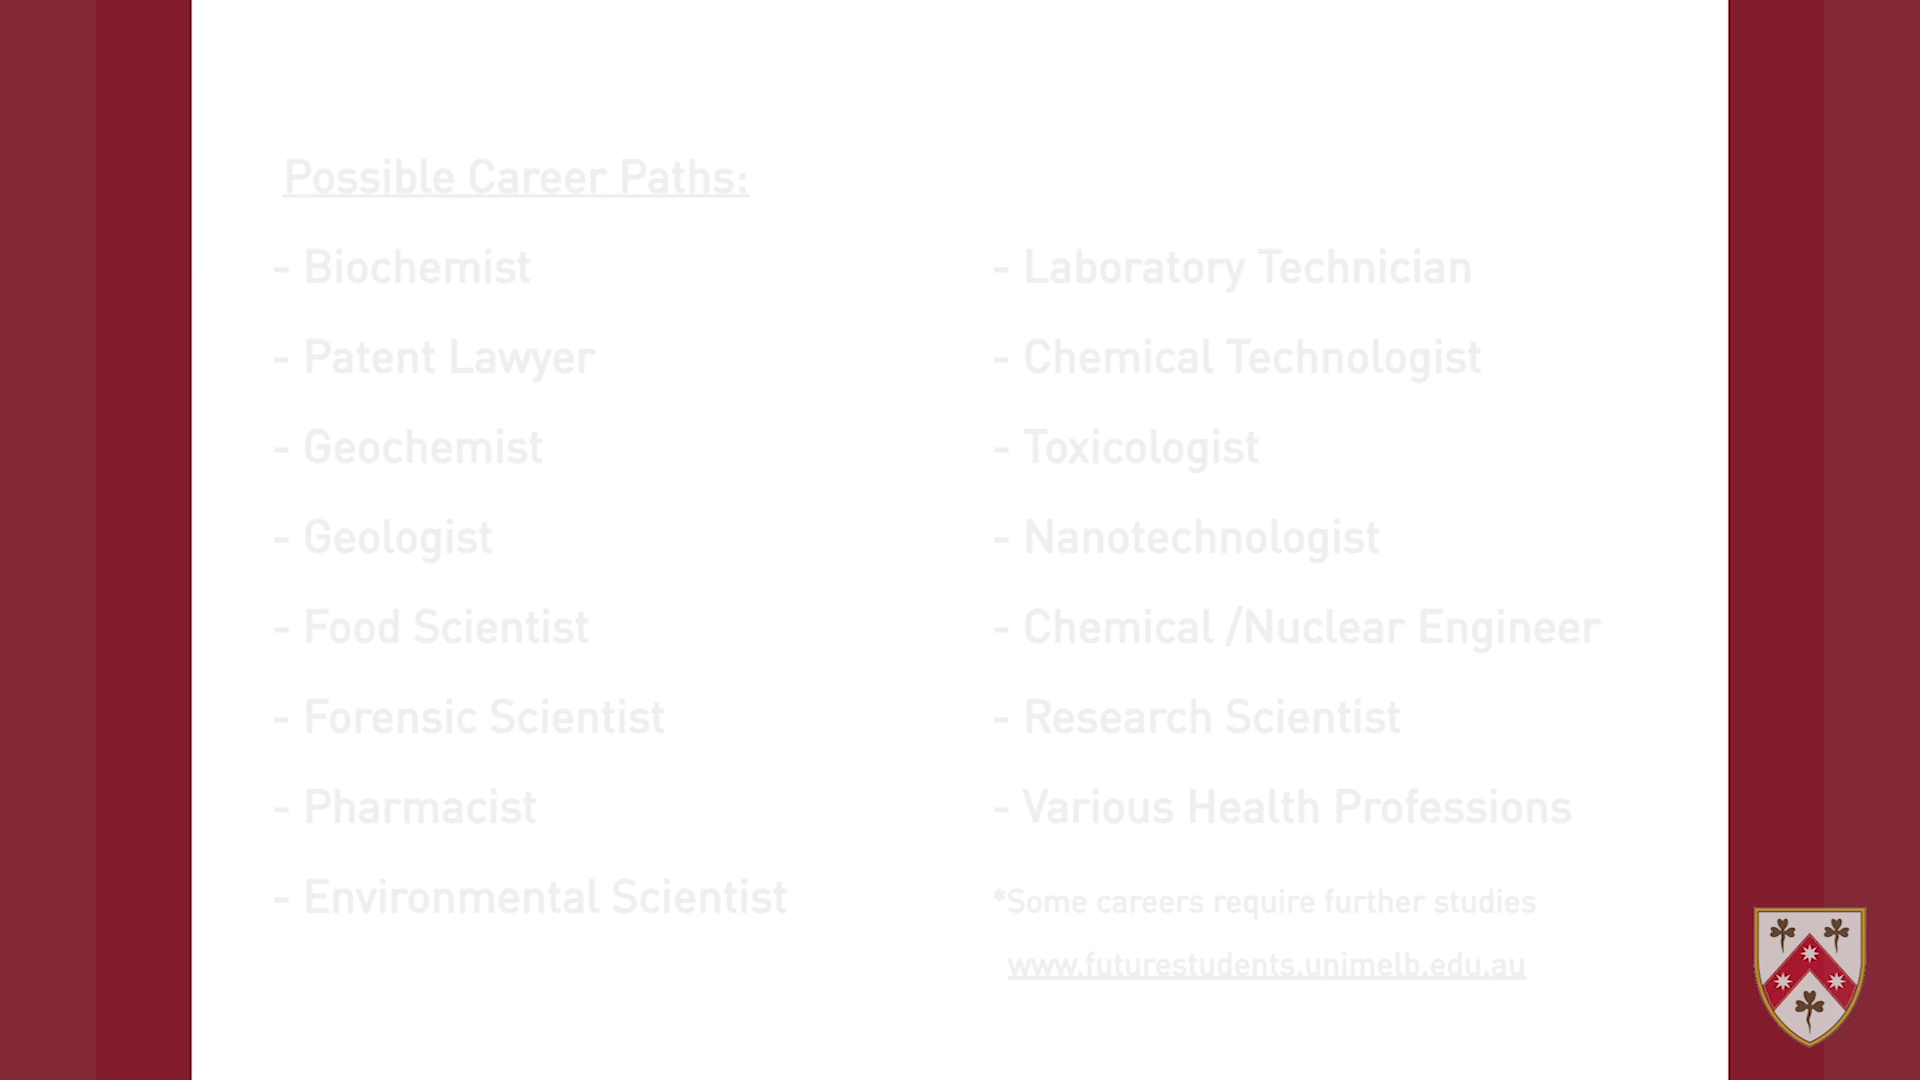 Possible Career Paths:
- Biochemist
- Patent Lawyer
- Geochemist
- Geologist
- Food Scientist
- Forensic Scientist
- Pharmacist
- Environmental Scientist
- Laboratory Technician
- Chemical Technologist
- Toxicologist
- Nanotechnologist
- Chemical /Nuclear Engineer
- Research Scientist
- Various Health Professions
*Some careers require further studies
www.futurestudents.unimelb.edu.au